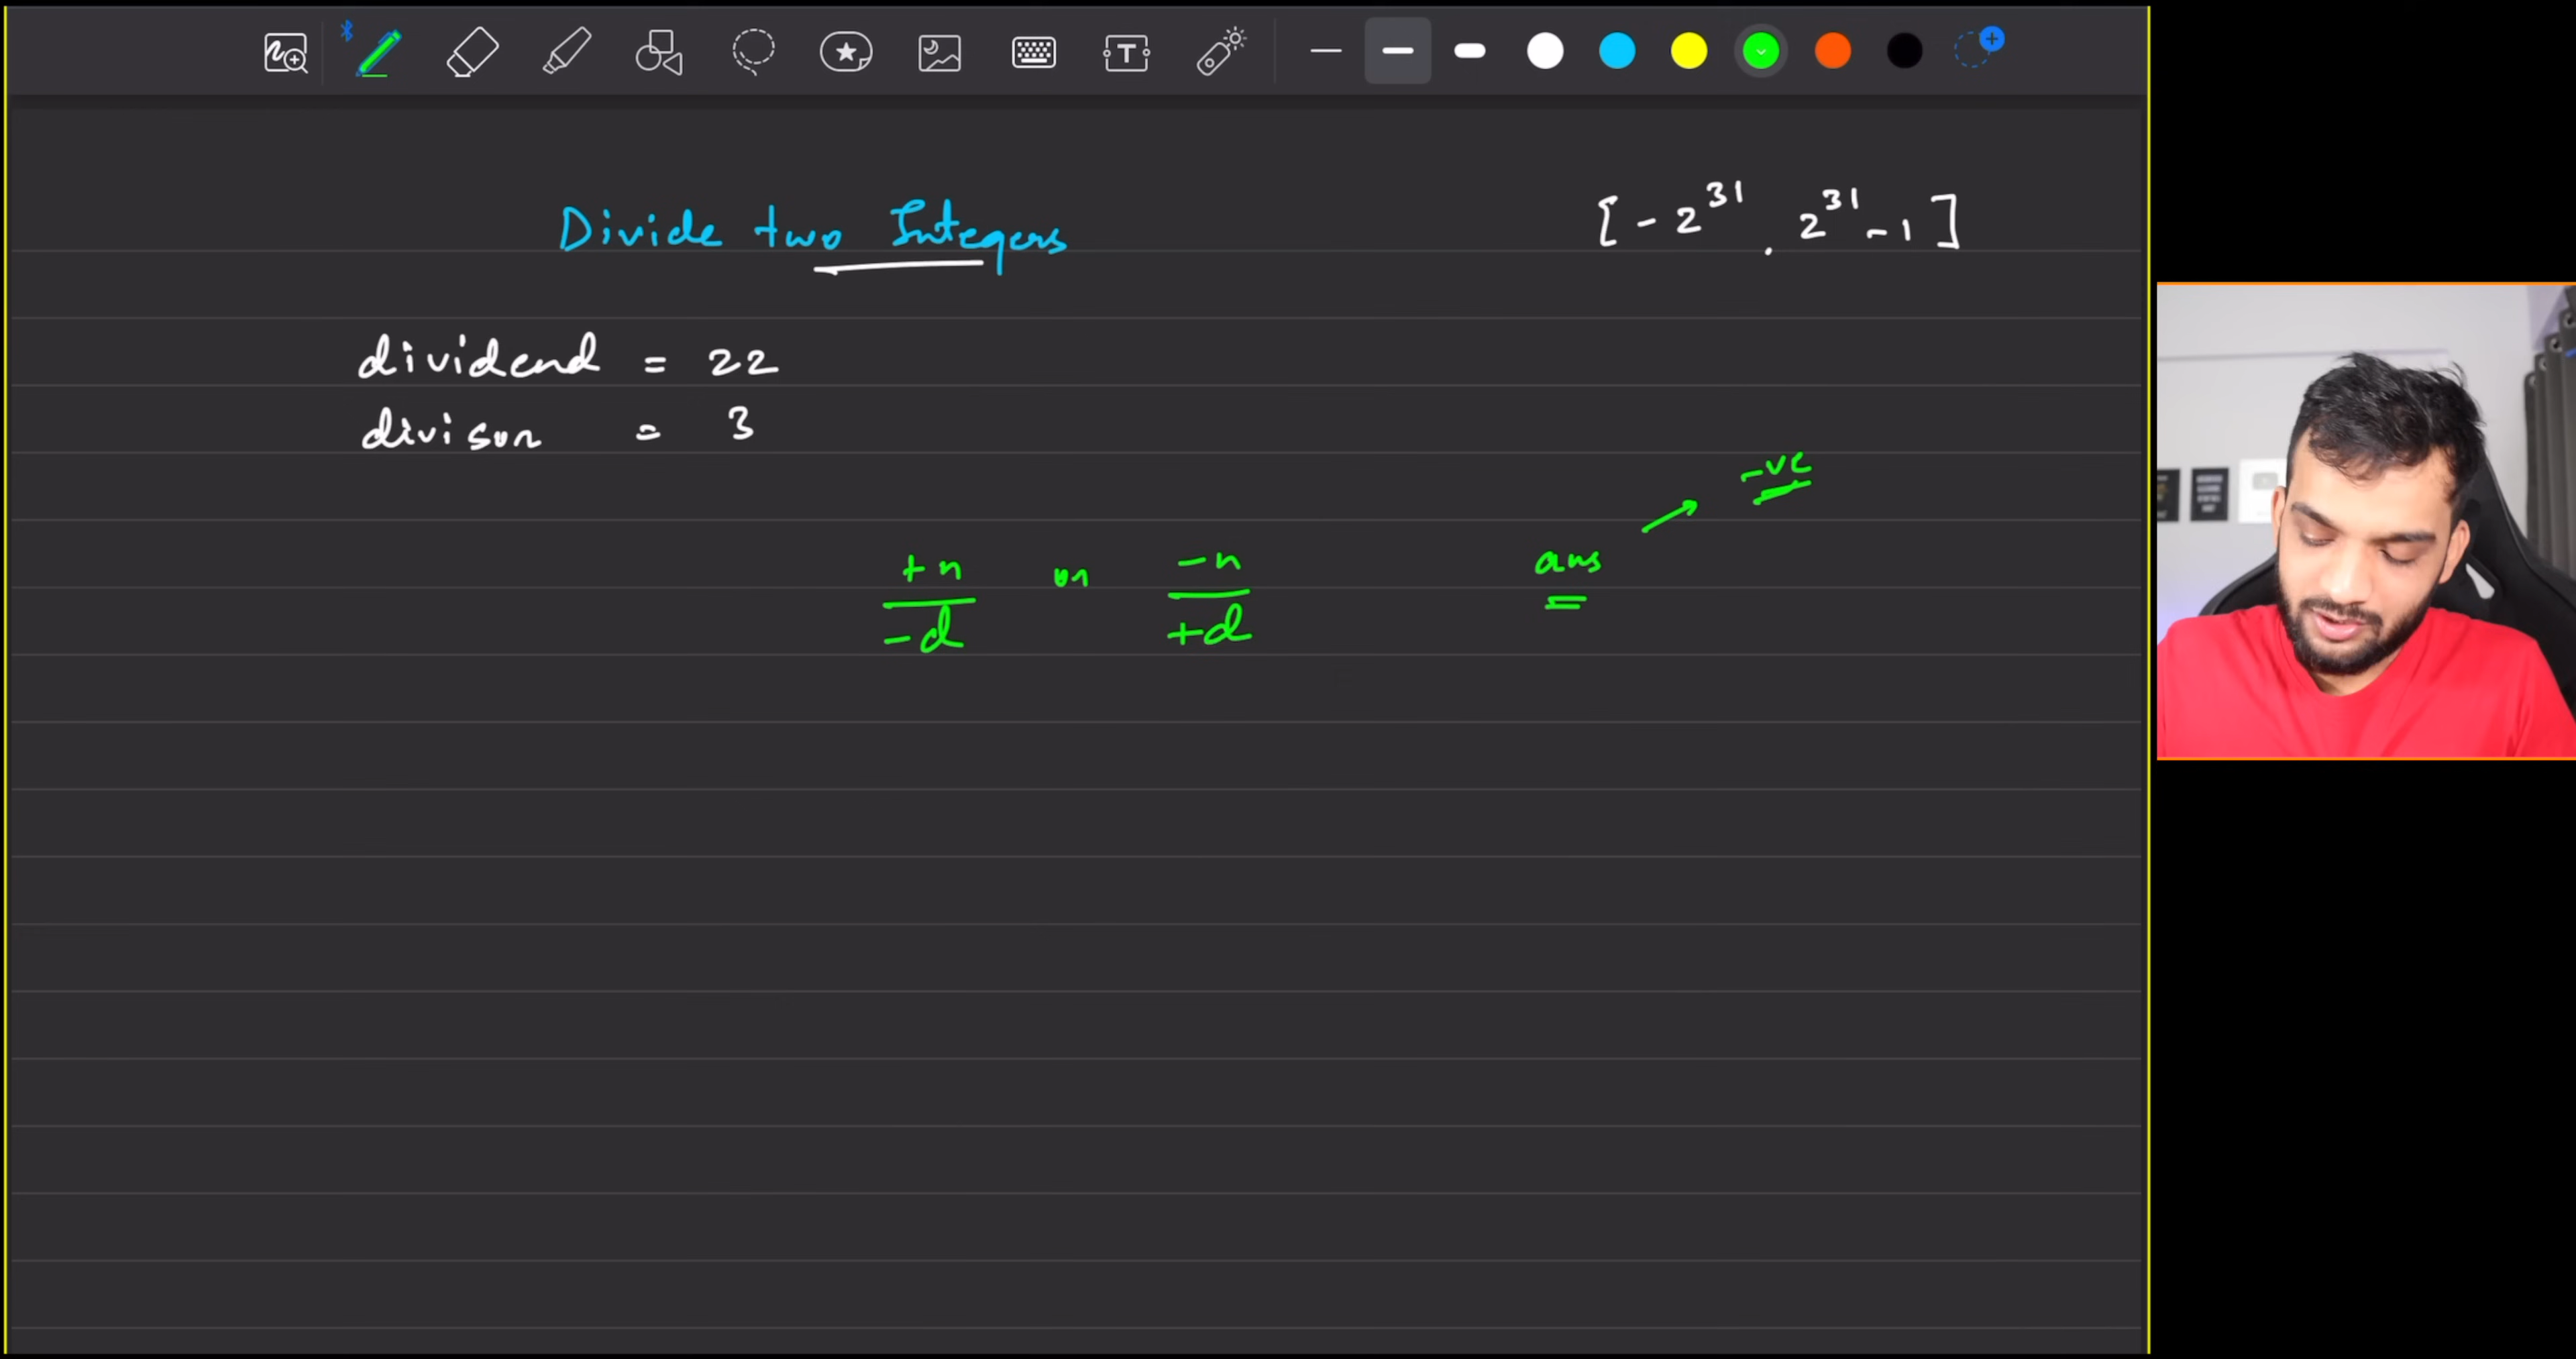 Divide two Integers
[-2^31 . 2^31 - 1]
dividend = 22
divisor = 3
-ve
+n or -n ans
-d +d